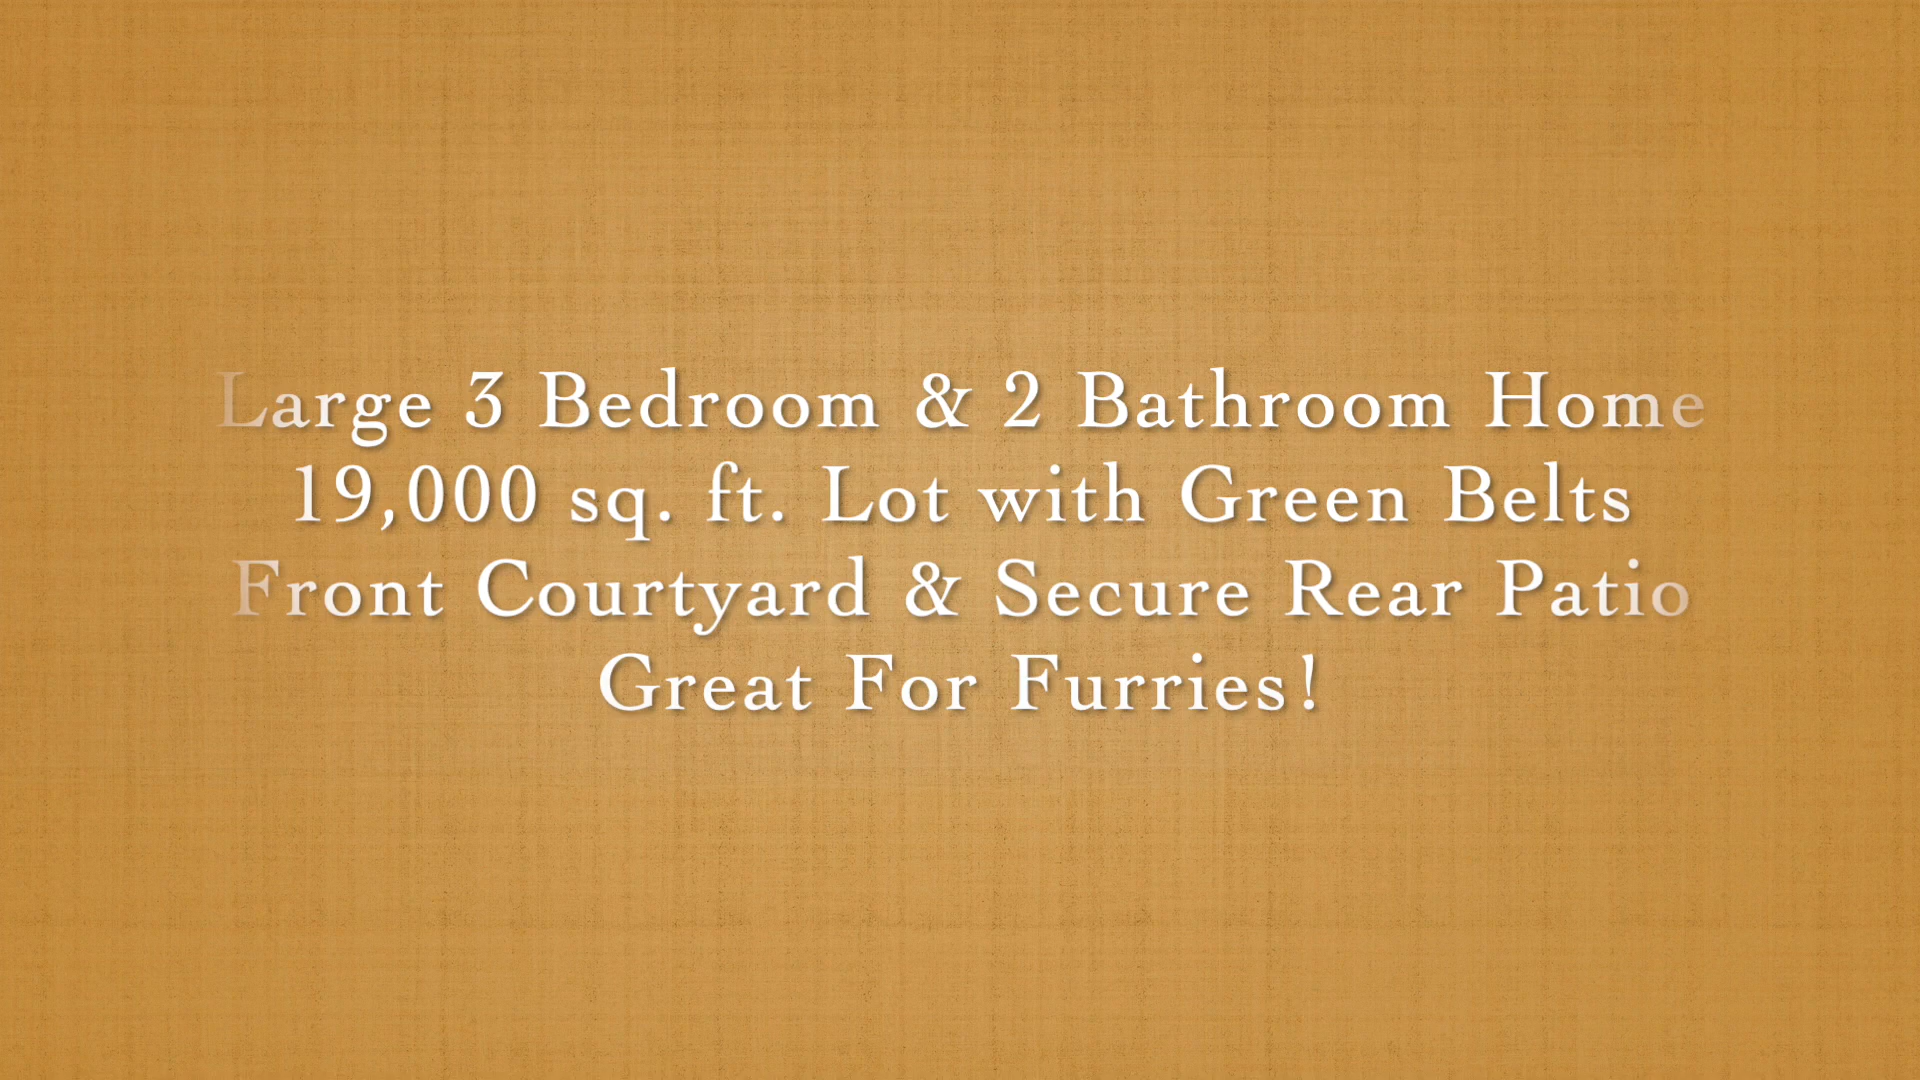 Large 3 Bedroom & 2 Bathroom Home
19,000 sq. ft. Lot with Green Belts
Front Courtyard & Secure Rear Patio
Great For Furries!